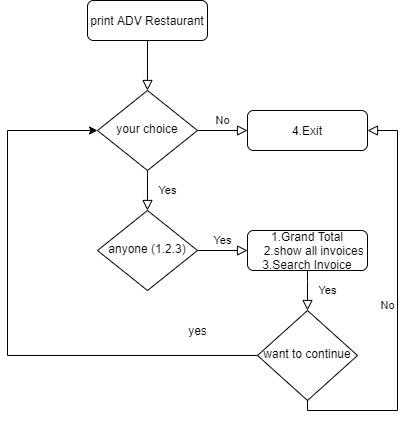 print ADV Restaurant
your choice
No
4.Exit
Yes
anyone (1.2.3)
Yes
1.Grand Total
2.show all invoices
3.Search Invoice
Yes
No
yes
want to continue